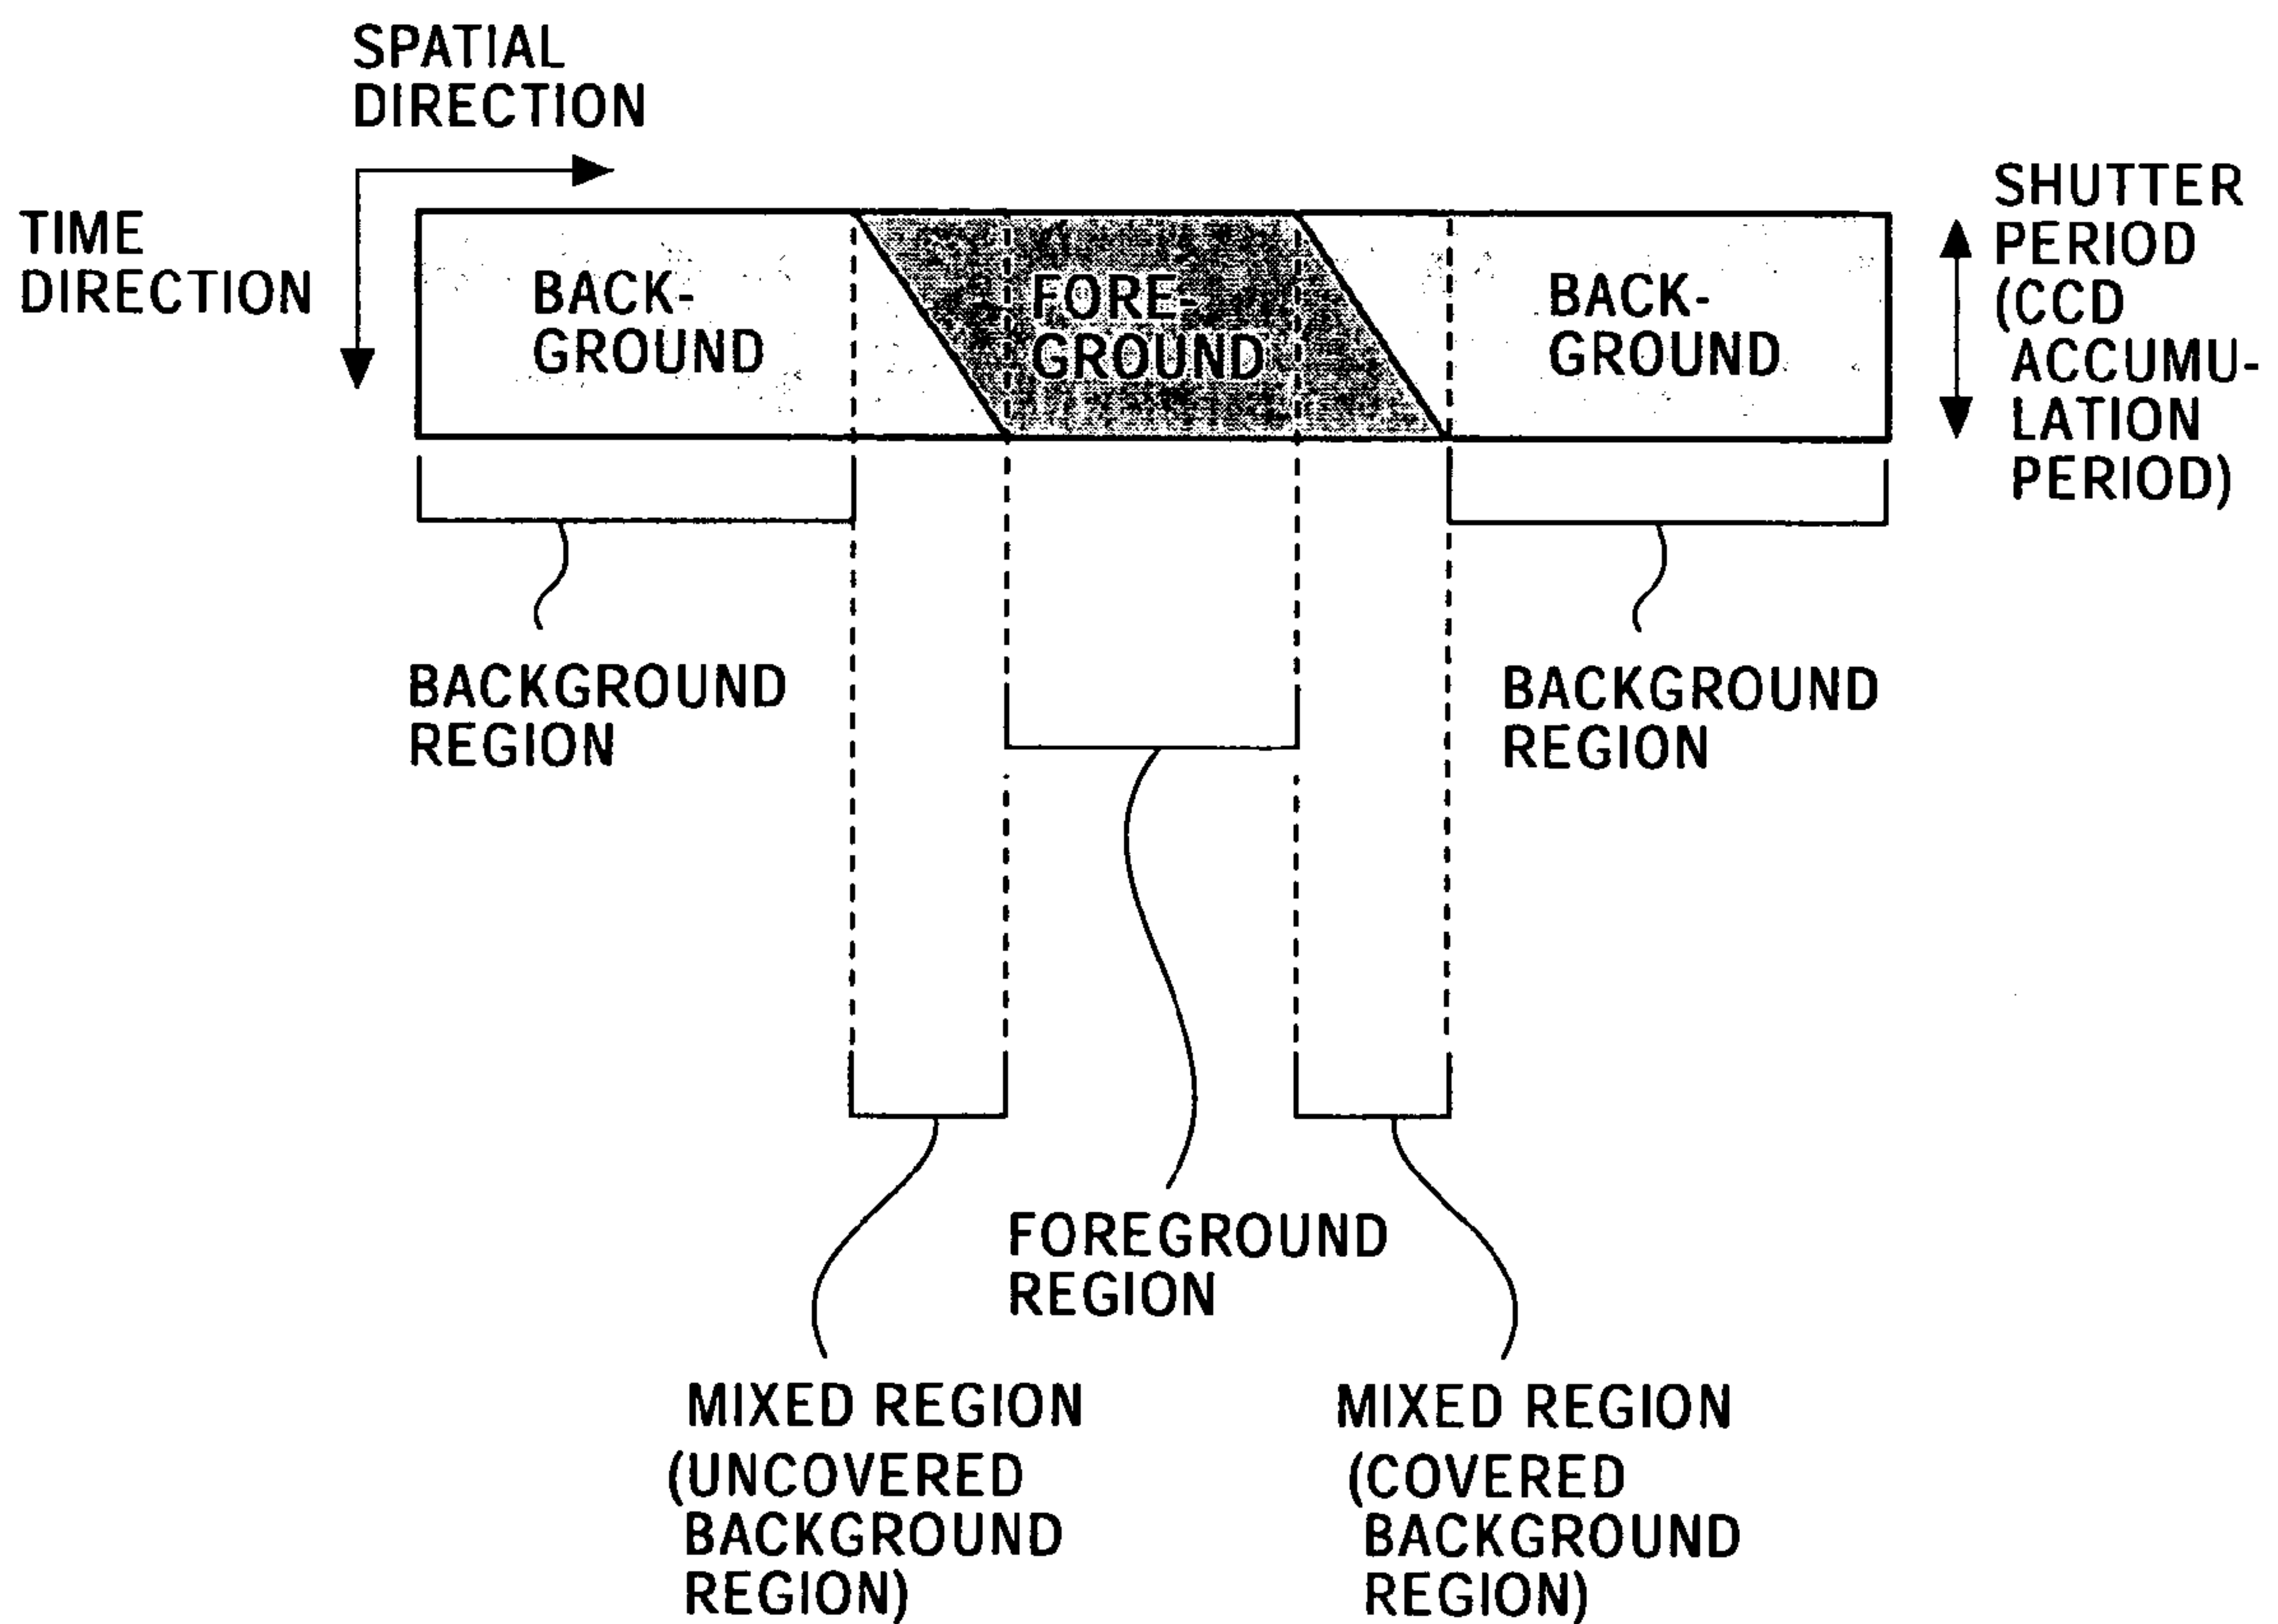 SPATIAL
DIRECTION
TIME
DIRECTION
SHUTTER
PERIOD
(CCD
ACCUMU-
LATION
PERIOD)
BACK-
GROUND
FORE-
GROUND
BACK-
GROUND
BACKGROUND
REGION
BACKGROUND
REGION
FOREGROUND
REGION
MIXED REGION
(UNCOVERED
BACKGROUND
REGION)
MIXED REGION
(COVERED
BACKGROUND
REGION)